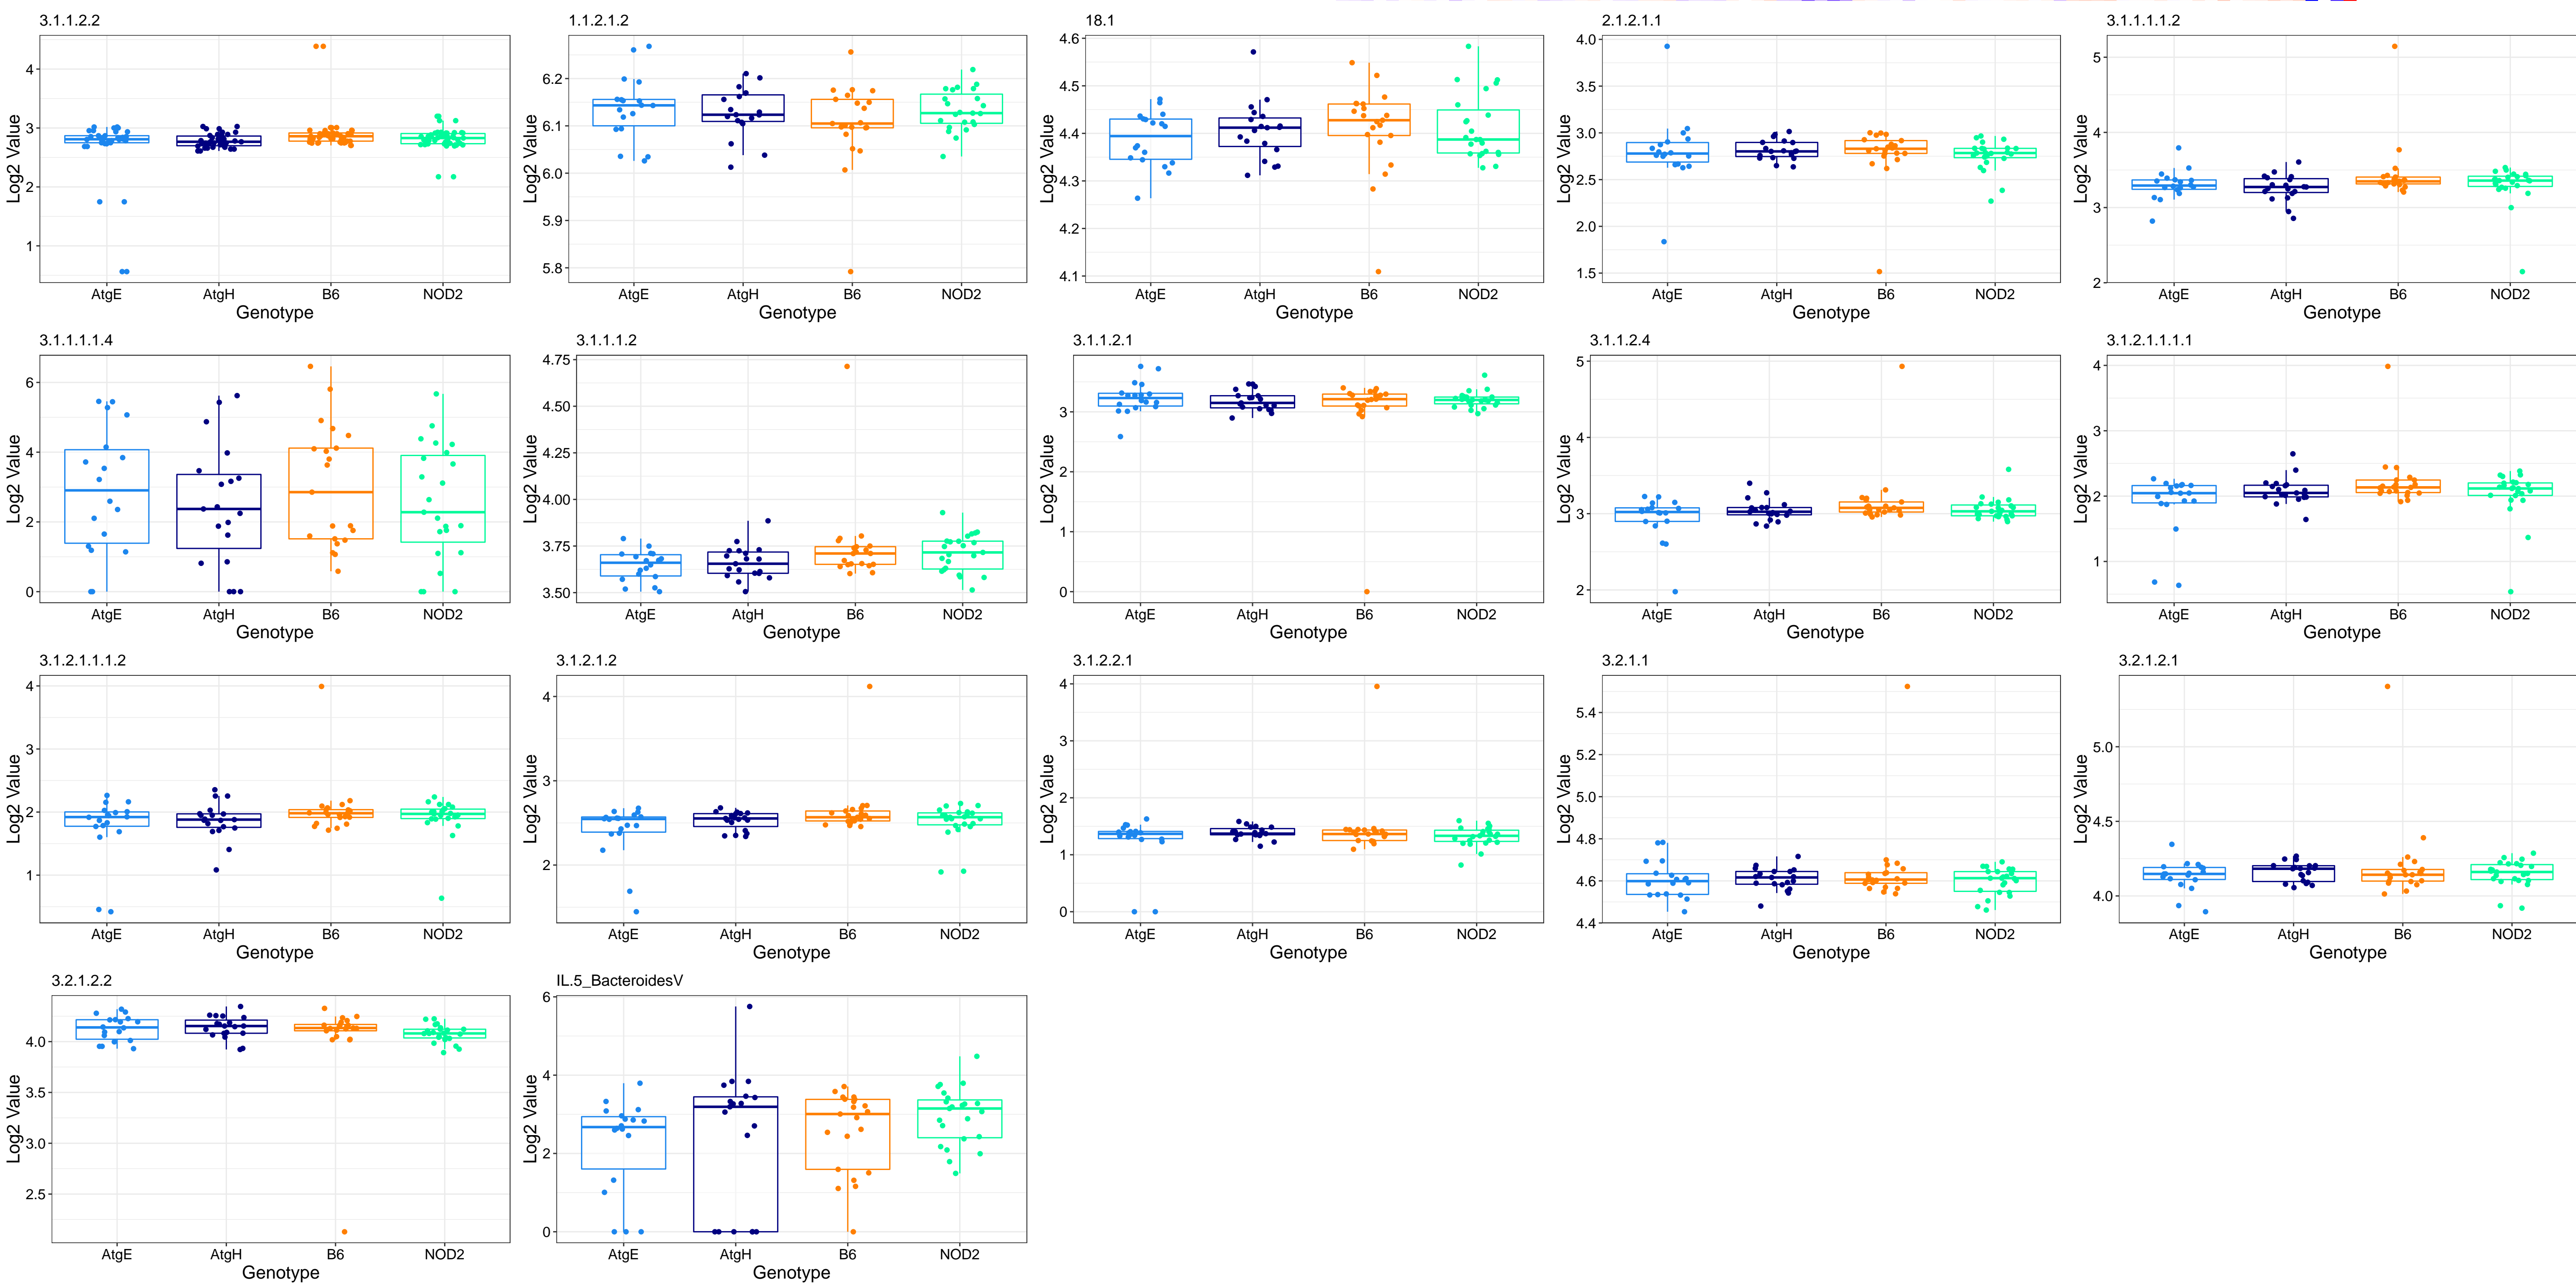 3.1.1.2.2
Log2 Value
4
3
2
1
AtgE AtgH B6 NOD2
Genotype
1.1.2.1.2
Log2 Value
6.2
6.1
6.0
5.9
5.8
AtgE AtgH B6 NOD2
Genotype
18.1
Log2 Value
4.6
4.5
4.4
4.3
4.2
4.1
AtgE AtgH B6 NOD2
Genotype
2.1.2.1.1
Log2 Value
4.0
3.5
3.0
2.5
2.0
1.5
AtgE AtgH B6 NOD2
Genotype
3.1.1.1.1.2
Log2 Value
5
4
3
2
AtgE AtgH B6 NOD2
Genotype
3.1.1.1.1.4
Log2 Value
6
4
2
0
AtgE AtgH B6 NOD2
Genotype
3.1.1.1.2
Log2 Value
4.75
4.50
4.25
4.00
3.75
3.50
AtgE AtgH B6 NOD2
Genotype
3.1.1.2.1
Log2 Value
3
2
1
0
AtgE AtgH B6 NOD2
Genotype
3.1.1.2.4
Log2 Value
5
4
3
2
AtgE AtgH B6 NOD2
Genotype
3.1.2.1.1.1.1
Log2 Value
4
3
2
1
AtgE AtgH B6 NOD2
Genotype
3.1.2.1.1.1.2
Log2 Value
4
3
2
1
AtgE AtgH B6 NOD2
Genotype
3.1.2.1.2
Log2 Value
4
3
2
AtgE AtgH B6 NOD2
Genotype
3.1.2.2.1
Log2 Value
4
3
2
1
0
AtgE AtgH B6 NOD2
Genotype
3.2.1.1
Log2 Value
5.4
5.2
5.0
4.8
4.6
4.4
AtgE AtgH B6 NOD2
Genotype
3.2.1.2.1
Log2 Value
5.0
4.5
4.0
AtgE AtgH B6 NOD2
Genotype
3.2.1.2.2
Log2 Value
4.0
3.5
3.0
2.5
AtgE AtgH B6 NOD2
Genotype
IL.5_BacteroidesV
Log2 Value
6
4
2
0
AtgE AtgH B6 NOD2
Genotype